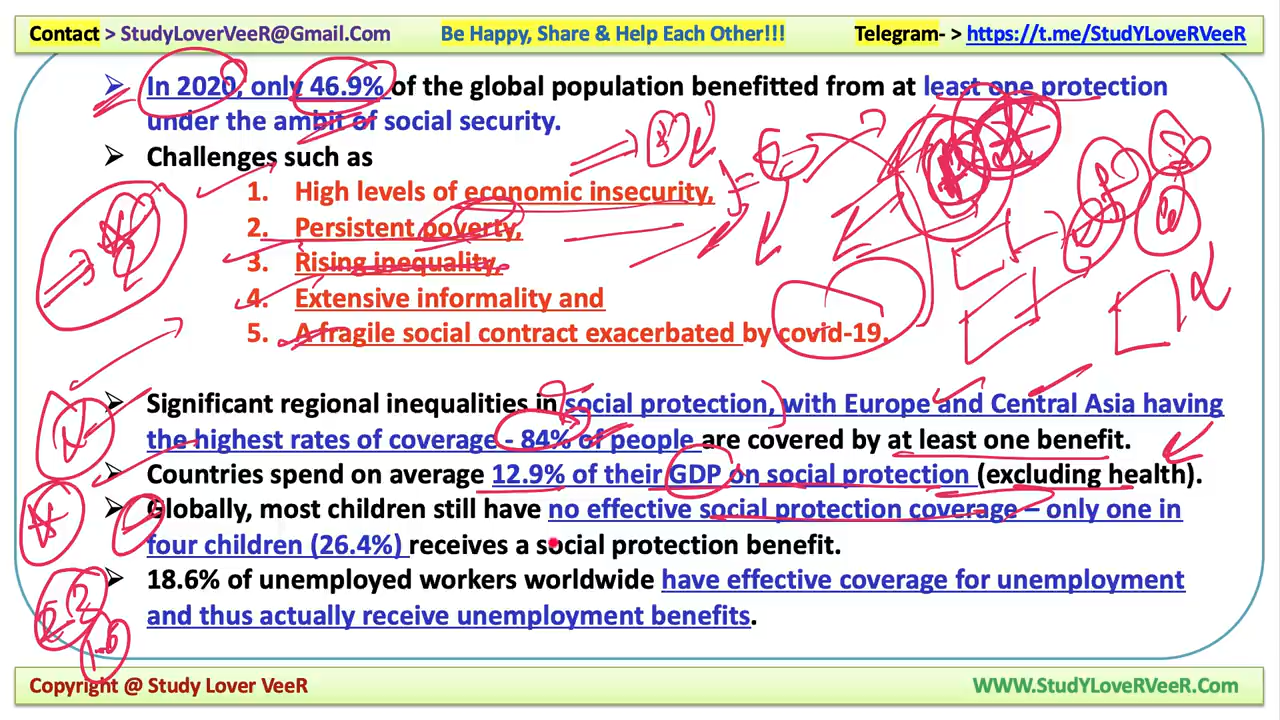 Contact > StudyLoverVeeR@Gmail.Com Be Happy, Share & Help Each Other!!! Telegram- > https://t.me/StudYLoVeRVeeR
In 2020, only 46.9% of the global population benefitted from at least one protection
under the ambit of social security.
Challenges such as
1. High levels of economic insecurity,
2. Persistent poverty,
3. Rising inequality,
4. Extensive informality and
5. A fragile social contract exacerbated by covid-19.
Significant regional inequalities in social protection, with Europe and Central Asia having
the highest rates of coverage - 84% of people are covered by at least one benefit.
Countries spend on average 12.9% of their GDP on social protection (excluding health).
Globally, most children still have no effective social protection coverage – only one in
four children (26.4%) receives a social protection benefit.
18.6% of unemployed workers worldwide have effective coverage for unemployment
and thus actually receive unemployment benefits.
Copyright @ Study Lover VeeR WWW.StudYLoveRVeeR.Com